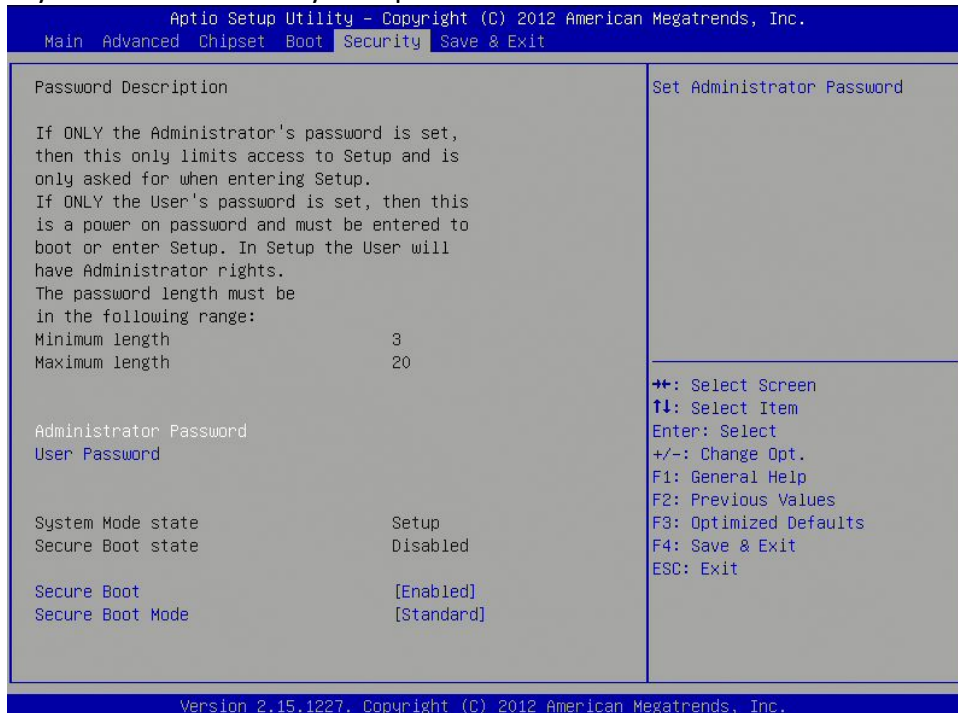 Aptio Setup Utility – Copyright (C) 2012 American Megatrends, Inc.
Main Advanced Chipset Boot Security Save & Exit
Password Description
If ONLY the Administrator's password is set,
then this only limits access to Setup and is
only asked for when entering Setup.
If ONLY the User's password is set, then this
is a power on password and must be entered to
boot or enter Setup. In Setup the User will
have Administrator rights.
The password length must be
in the following range:
Minimum length 3
Maximum length 20
Administrator Password
User Password
System Mode state Setup
Secure Boot state Disabled
Secure Boot [Enabled]
Secure Boot Mode [Standard]
Set Administrator Password
→←: Select Screen
↑↓: Select Item
Enter: Select
+/-: Change Opt.
F1: General Help
F2: Previous Values
F3: Optimized Defaults
F4: Save & Exit
ESC: Exit
Version 2.15.1227. Copyright (C) 2012 American Megatrends, Inc.